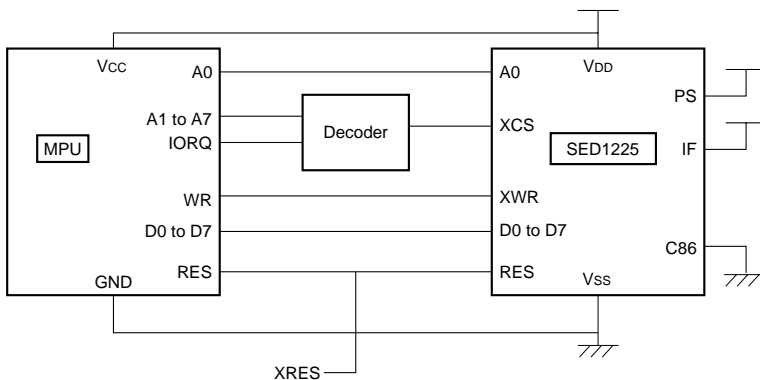 VCC
A0
A0
VDD
PS
A1 to A7
IORQ
Decoder
XCS
MPU
SED1225
IF
WR
XWR
D0 to D7
D0 to D7
C86
RES
RES
GND
VSS
XRES